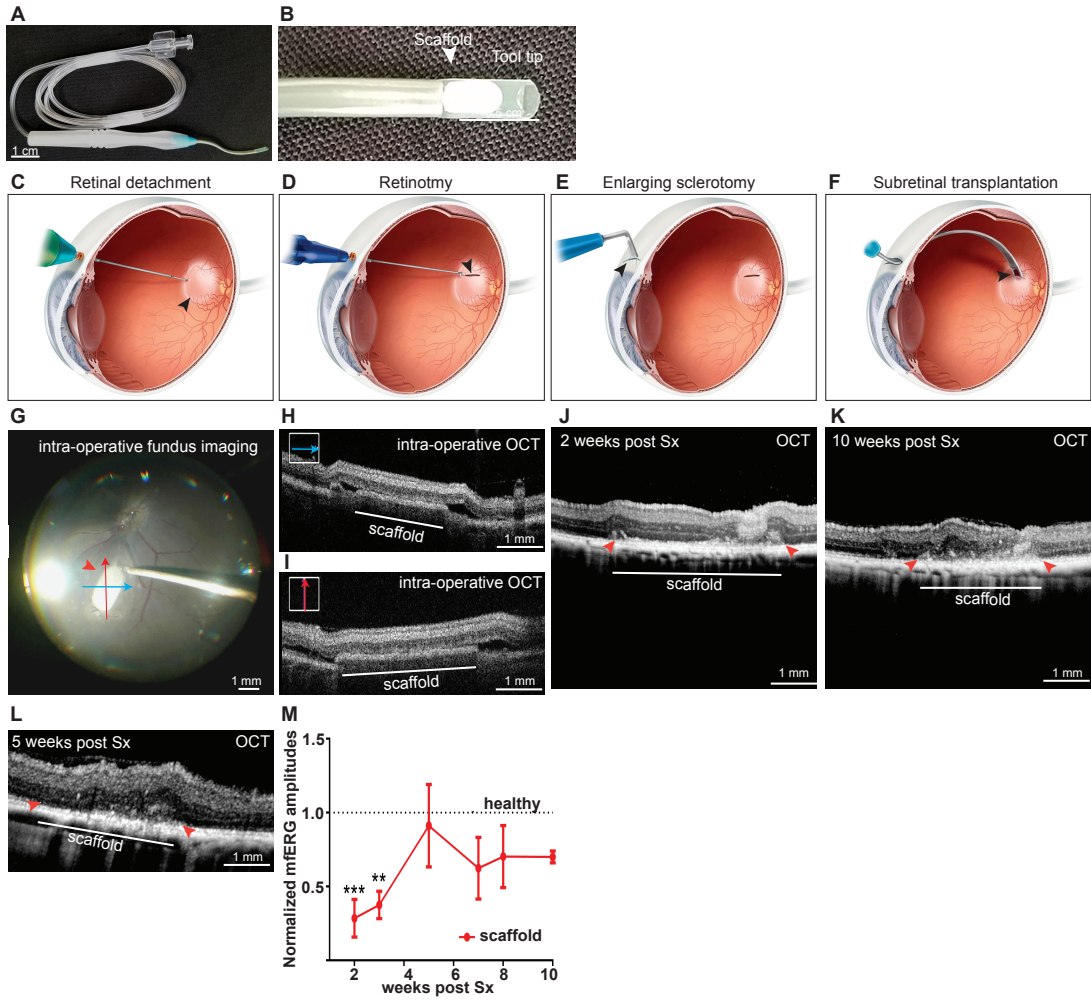 A
1 cm
B
Scaffold
Tool tip
C
Retinal detachment
D
Retinotmy
E
Enlarging sclerotomy
F
Subretinal transplantation
G
intra-operative fundus imaging
1 mm
H
intra-operative OCT
scaffold
1 mm
I
intra-operative OCT
scaffold
1 mm
J
2 weeks post Sx
OCT
scaffold
1 mm
K
10 weeks post Sx
OCT
scaffold
1 mm
L
5 weeks post Sx
OCT
scaffold
1 mm
M
Normalized mfERG amplitudes
1.5
1.0
0.5
healthy
***
**
scaffold
2
4
6
8
10
weeks post Sx